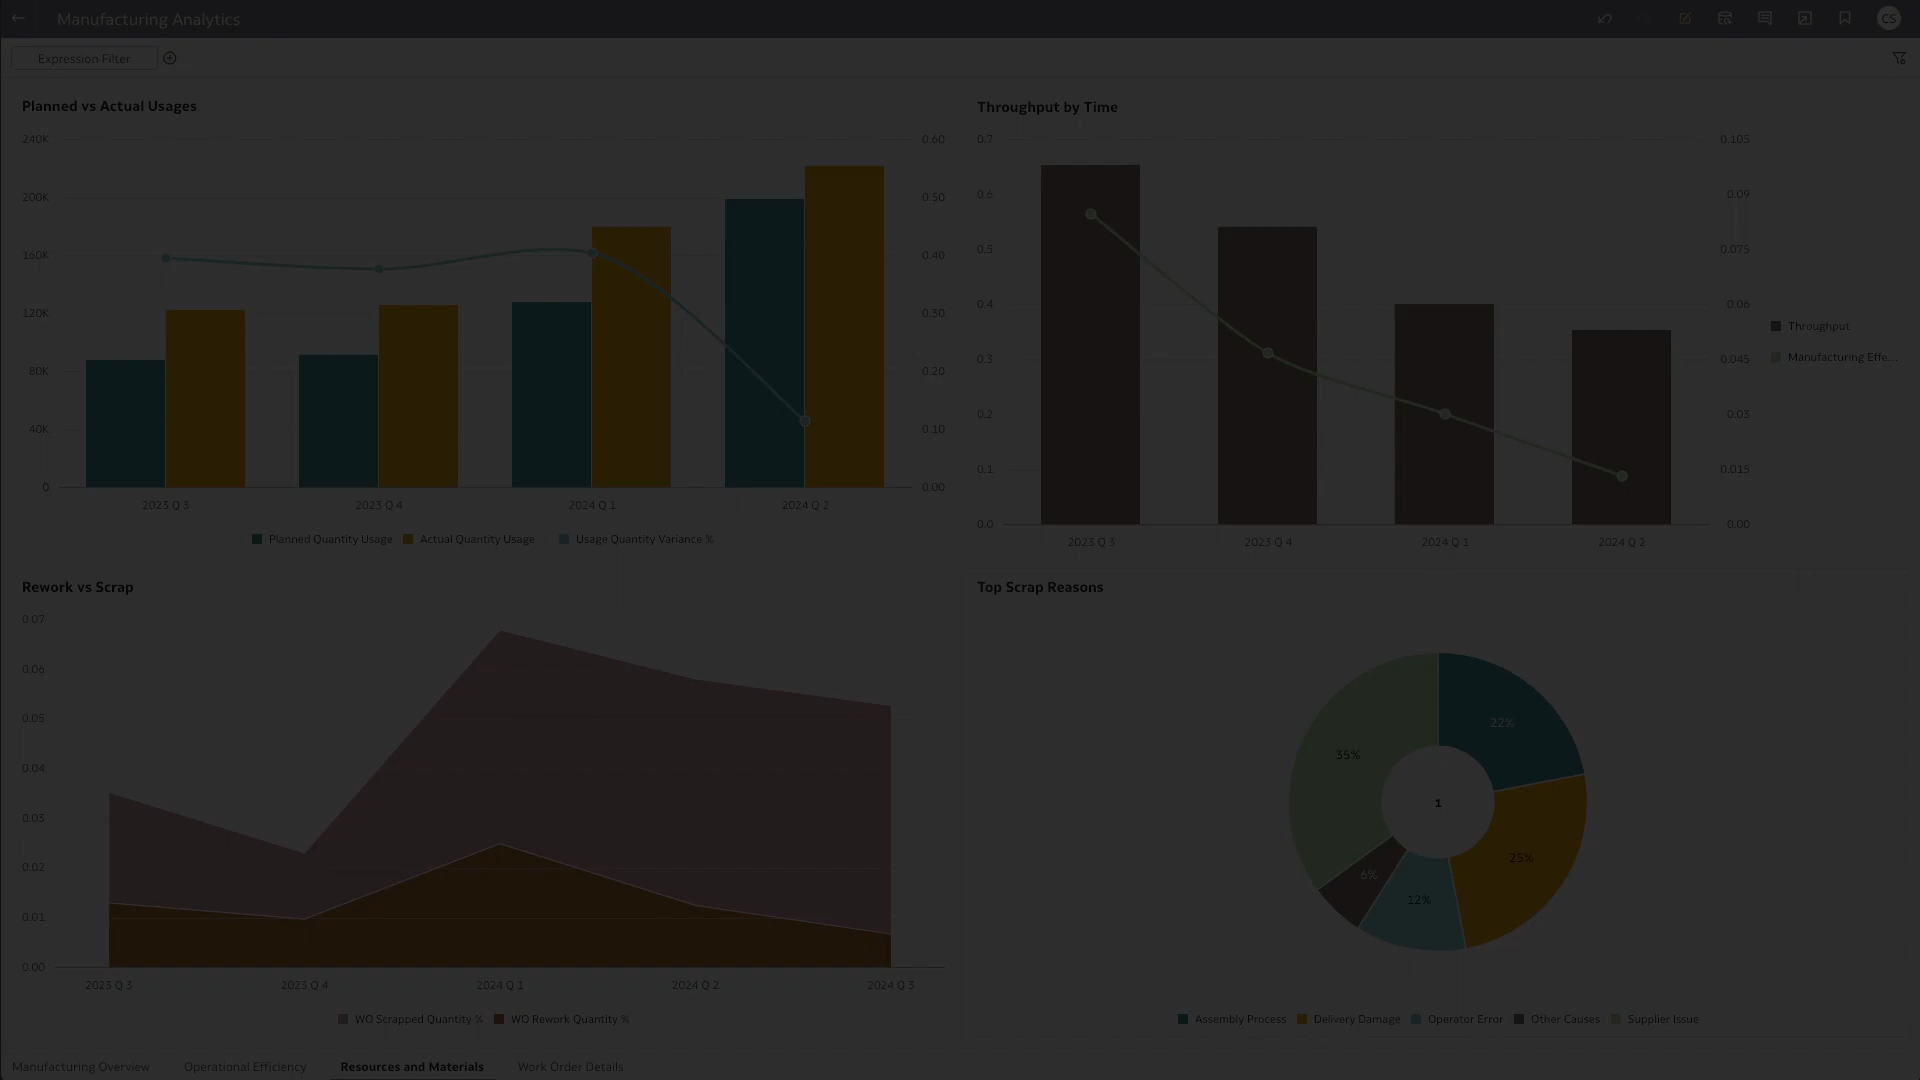 Manufacturing Analytics
CS
Expression Filter
Planned vs Actual Usages
240K
200K
160K
120K
80K
40K
0
0.60
0.50
0.40
0.30
0.20
0.10
0.00
2023 Q 3
2023 Q 4
2024 Q 1
2024 Q 2
Planned Quantity Usage
Actual Quantity Usage
Usage Quantity Variance %
Throughput by Time
0.7
0.6
0.5
0.4
0.3
0.2
0.1
0.0
0.105
0.09
0.075
0.06
0.045
0.03
0.015
0.00
2023 Q 3
2023 Q 4
2024 Q 1
2024 Q 2
Throughput
Manufacturing Effe...
Rework vs Scrap
0.07
0.06
0.05
0.04
0.03
0.02
0.01
0.00
2023 Q 3
2023 Q 4
2024 Q 1
2024 Q 2
2024 Q 3
WO Scrapped Quantity %
WO Rework Quantity %
Top Scrap Reasons
22%
35%
1
25%
6%
12%
Assembly Process
Delivery Damage
Operator Error
Other Causes
Supplier Issue
Manufacturing Overview
Operational Efficiency
Resources and Materials
Work Order Details